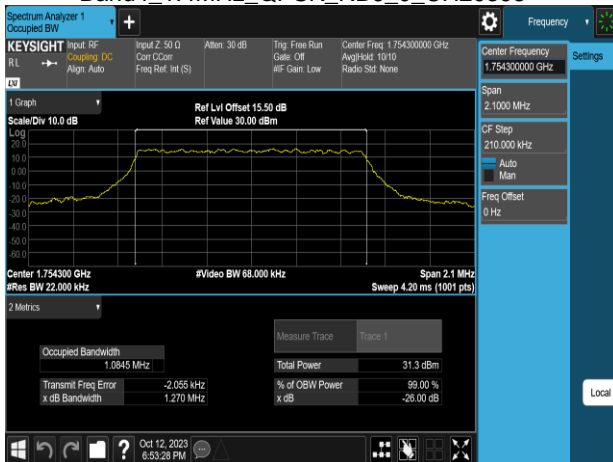 Spectrum Analyzer 1
Occupied BW
Frequency
KEYSIGHT
R L
Input: RF
Coupling: DC
Align: Auto
Input Z: 50 Ω
Corr CCorr
Freq Ref: Int (S)
Atten: 30 dB
Trig: Free Run
Gate: Off
#IF Gain: Low
Center Freq: 1.754300000 GHz
Avg|Hold: 10/10
Radio Std: None
LXI
Center Frequency
1.754300000 GHz
Settings
Span
2.1000 MHz
CF Step
210.000 kHz
Auto
Man
Freq Offset
0 Hz
1 Graph
Scale/Div 10.0 dB
Ref Lvl Offset 15.50 dB
Ref Value 30.00 dBm
Log
20.0
10.0
0.00
-10.0
-20.0
-30.0
-40.0
-50.0
-60.0
Center 1.754300 GHz
#Video BW 68.000 kHz
Span 2.1 MHz
#Res BW 22.000 kHz
Sweep 4.20 ms (1001 pts)
2 Metrics
Measure Trace
Trace 1
Occupied Bandwidth
1.0845 MHz
Total Power
31.3 dBm
Transmit Freq Error
-2.055 kHz
% of OBW Power
99.00 %
x dB Bandwidth
1.270 MHz
x dB
-26.00 dB
Local
?
Oct 12, 2023
6:53:28 PM